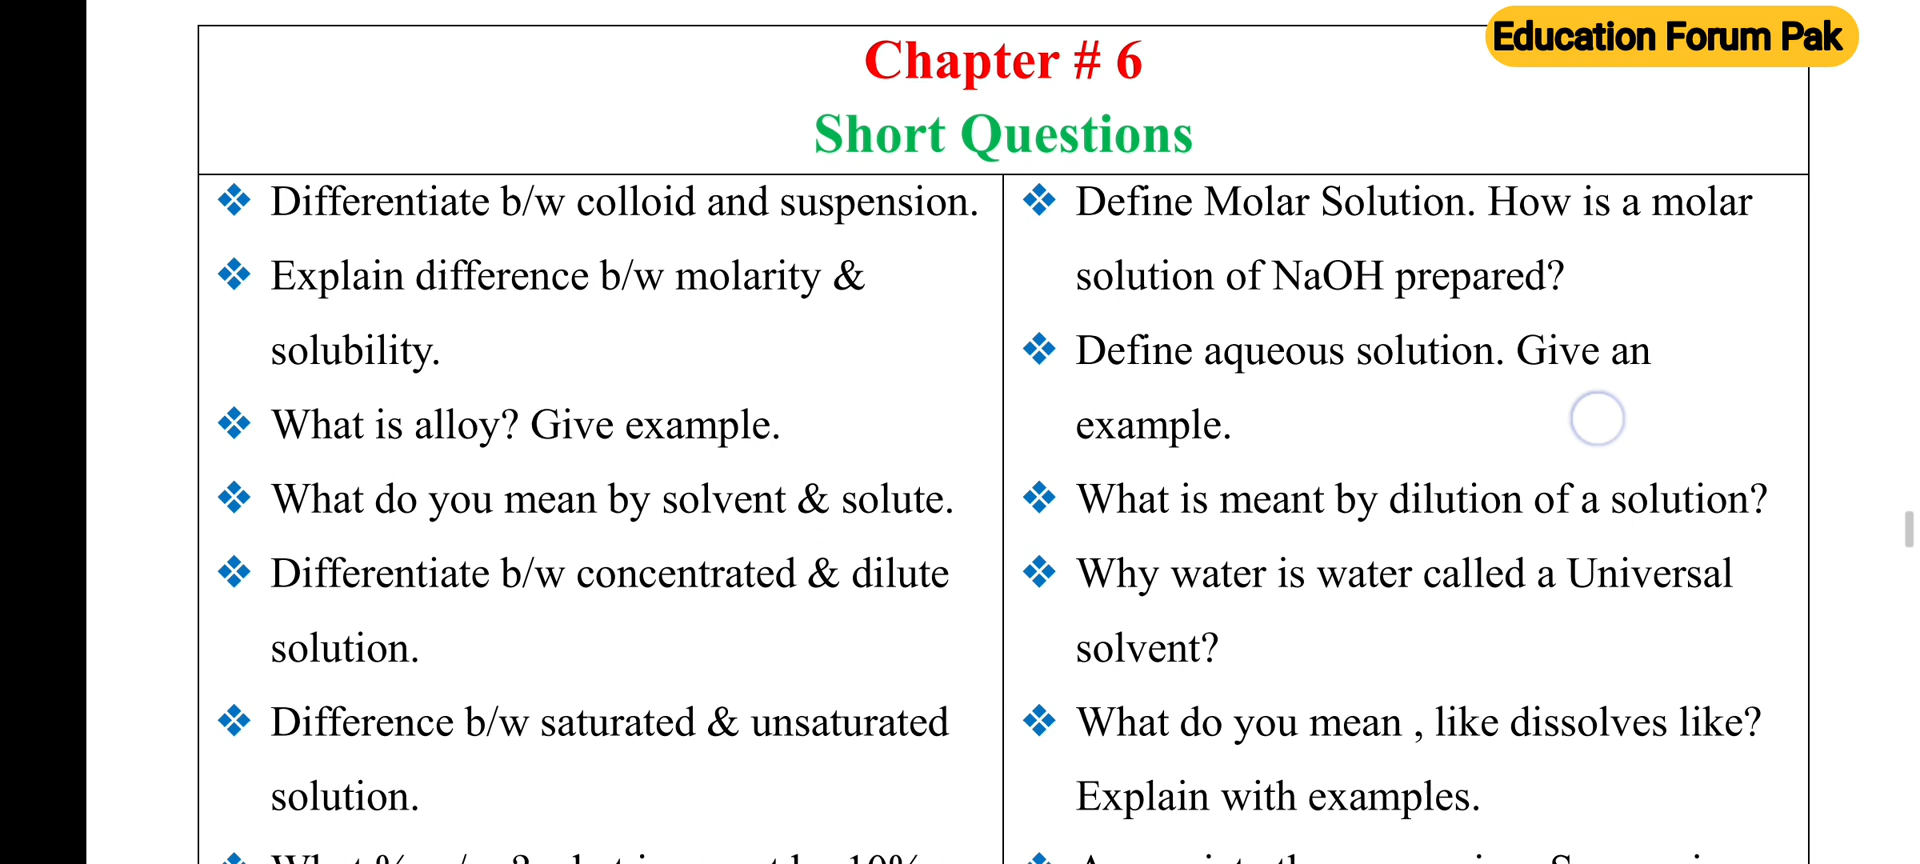 Education Forum Pak
Chapter # 6
Short Questions
Differentiate b/w colloid and suspension.
Explain difference b/w molarity &
solubility.
What is alloy? Give example.
What do you mean by solvent & solute.
Differentiate b/w concentrated & dilute
solution.
Difference b/w saturated & unsaturated
solution.
Define Molar Solution. How is a molar
solution of NaOH prepared?
Define aqueous solution. Give an
example.
What is meant by dilution of a solution?
Why water is water called a Universal
solvent?
What do you mean , like dissolves like?
Explain with examples.